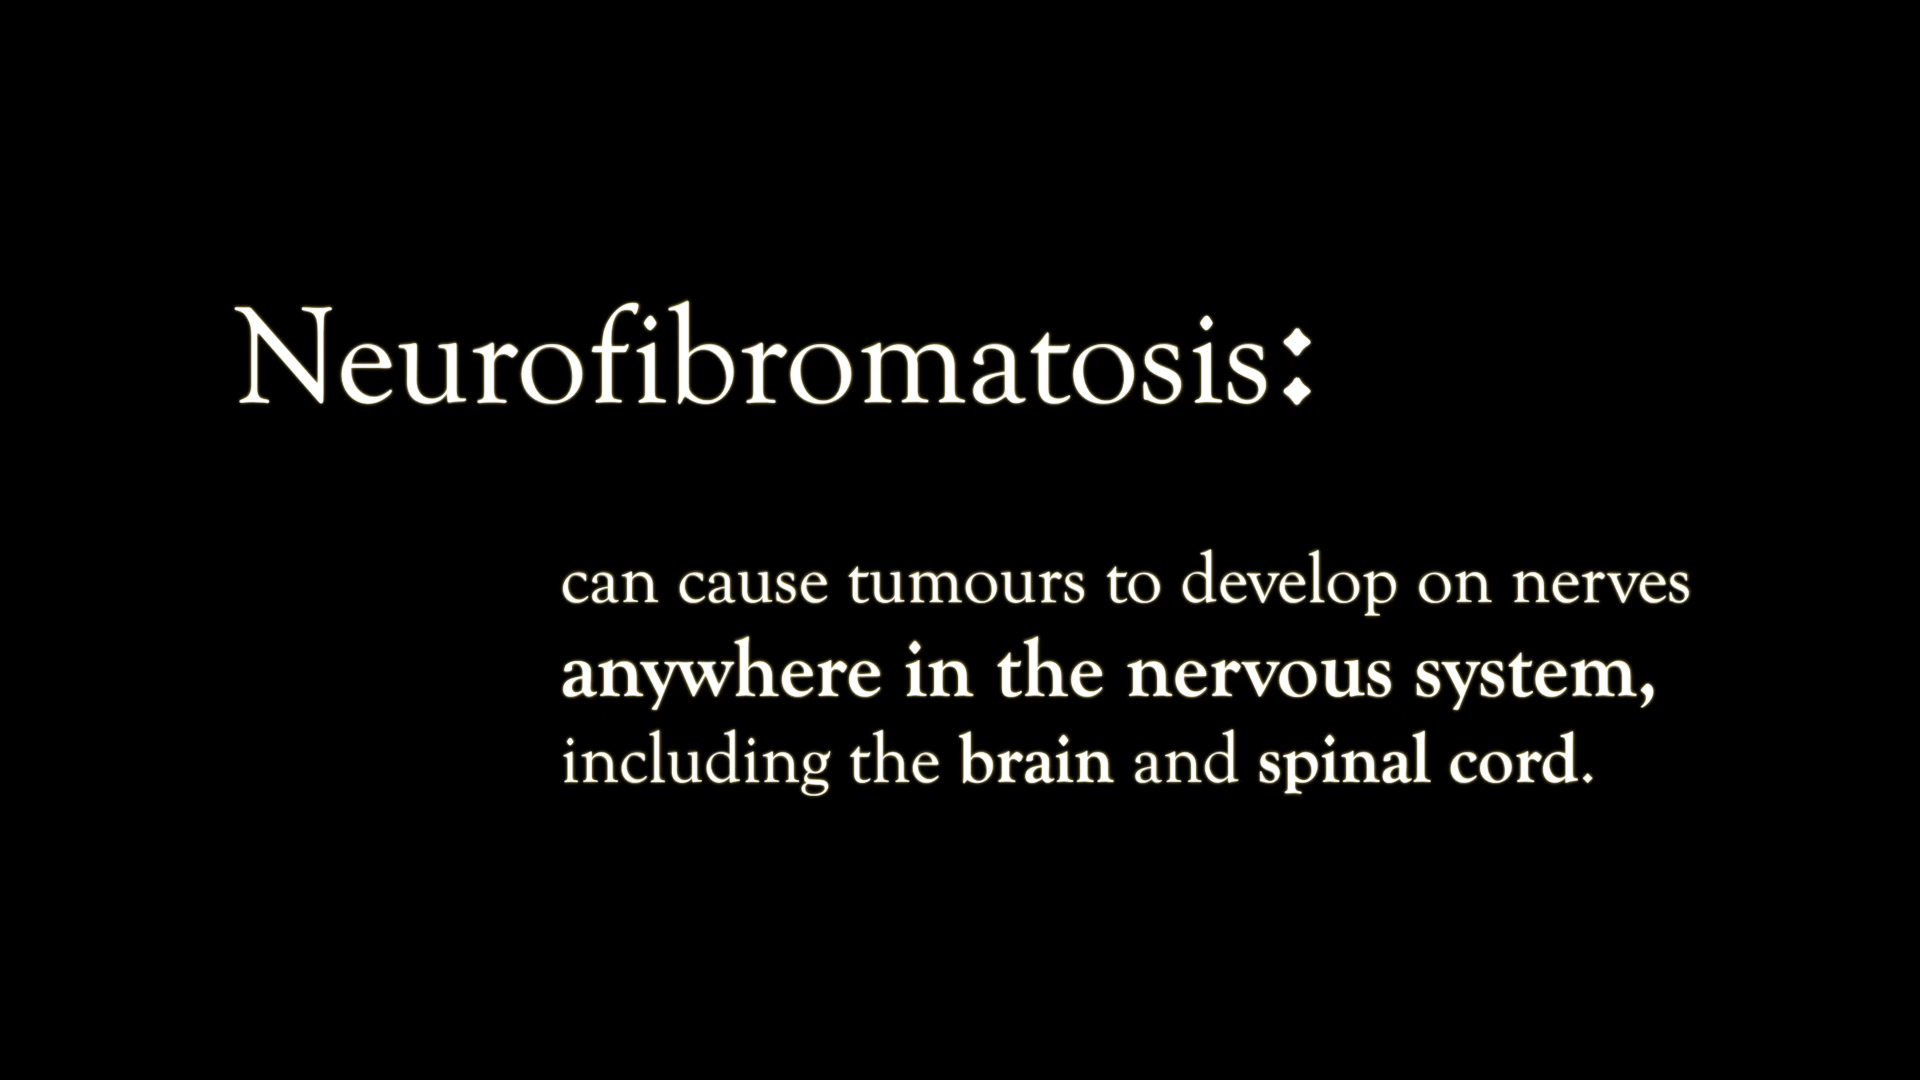 Neurofibromatosis:
can cause tumours to develop on nerves
anywhere in the nervous system,
including the brain and spinal cord.